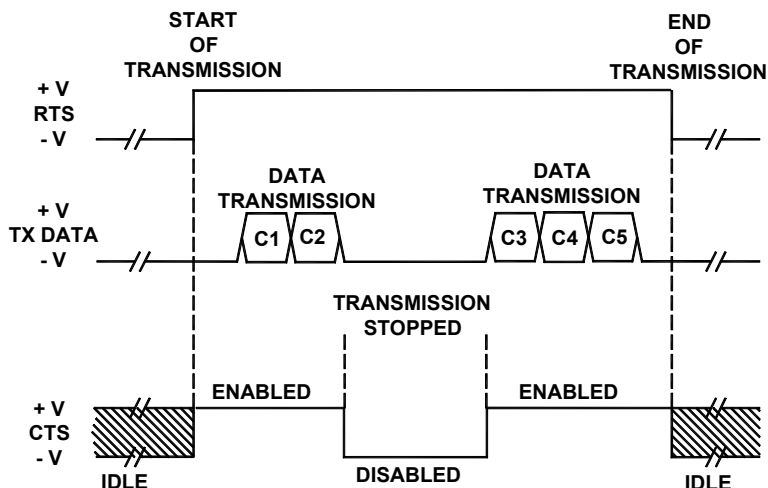 START
OF
TRANSMISSION
END
OF
TRANSMISSION
+ V
RTS
- V
DATA
TRANSMISSION
DATA
TRANSMISSION
+ V
TX DATA
- V
C1 C2
C3 C4 C5
TRANSMISSION
STOPPED
ENABLED
ENABLED
+ V
CTS
- V
IDLE
DISABLED
IDLE